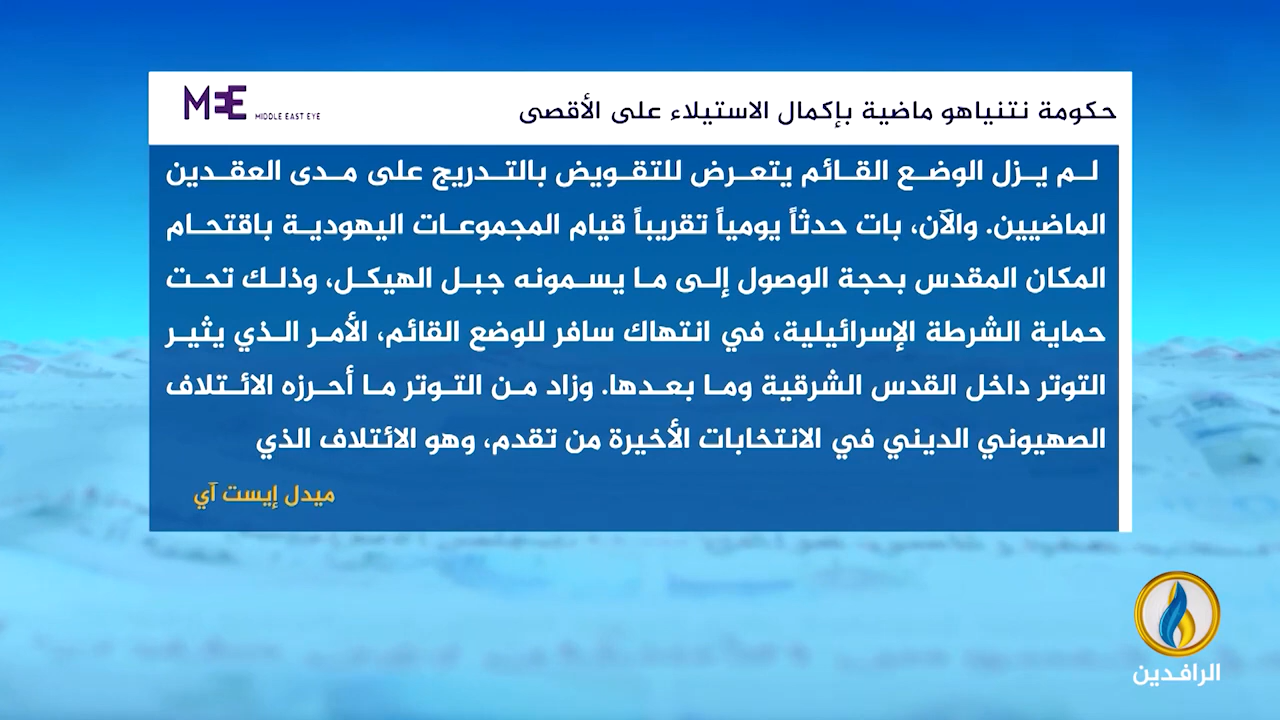 حكومة نتنياهو ماضية بإكمال الاستيلاء على الأقصى
MEE
MIDDLE EAST EYE
لم يزل الوضع القائم يتعرض للتقويض بالتدريج على مدى العقدين
الماضيين. والآن، بات حدثاً يومياً تقريباً قيام المجموعات اليهودية باقتحام
المكان المقدس بحجة الوصول إلى ما يسمونه جبل الهيكل، وذلك تحت
حماية الشرطة الإسرائيلية، في انتهاك سافر للوضع القائم، الأمر الذي يثير
التوتر داخل القدس الشرقية وما بعدها. وزاد من التوتر ما أحرزه الائتلاف
الصهيوني الديني في الانتخابات الأخيرة من تقدم، وهو الائتلاف الذي
ميدل إيست آي
الرافدين